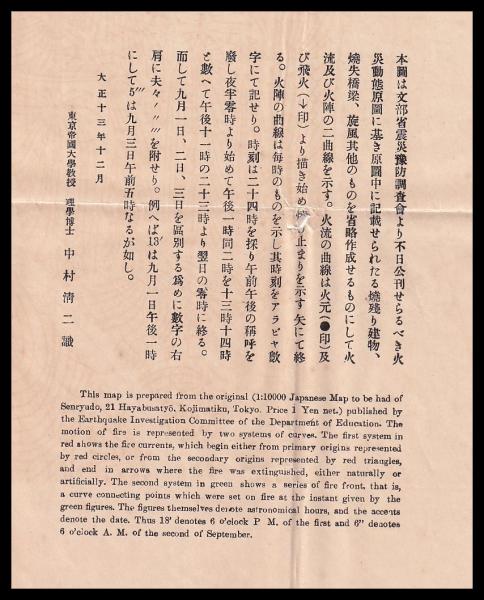 本圖は文部省震災豫防調査會より不日公刊せらるべき火
災動態原圖に基き原圖中に記載せられたる燒殘り建物、
燒失橋梁、旋風其他のものを省略作成せるものにして火
流及び火陣の二曲線を示す。火流の曲線は火元(●印)及
び飛火(↓印)より描き始め 止まりを示す矢にて終
る。火陣の曲線は每時のものを示し其時刻をアラビヤ數
字にて記せり。時刻は二十四時を採り午前午後の稱呼を
廢し夜半零時より始めて午後一時同二時を十三時十四時
と數へて午後十一時の二十三時より翌日の零時に終る。
而して九月一日、二日、三日を區別する爲めに數字の右
肩に夫々′ ″ ‴を附せり。例へば13′は九月一日午後一時
にして5‴は九月三日午前五時なるが如し。
大正十三年十二月
東京帝國大學敎授 理學博士 中村淸二識
This map is prepared from the original (1:10000 Japanese Map to be had of
Senryudo, 21 Hayabusatyô, Kojimatiku, Tokyo. Price 1 Yen net.) published by
the Earthquake Investigation Committee of the Department of Education. The
motion of fire is represented by two systems of curves. The first system in
red shows the fire currents, which begin either from primary origins represented
by red circles, or from the secondary origins represented by red triangles,
and end in arrows where the fire was extinguished, either naturally or
artificially. The second system in green shows a series of fire front, that is,
a curve connecting points which were set on fire at the instant given by the
green figures. The figures themselves denote astronomical hours, and the accents
denote the date. Thus 18′ denotes 6 o'clock P M. of the first and 6″ denotes
6 o'clock A. M. of the second of September.